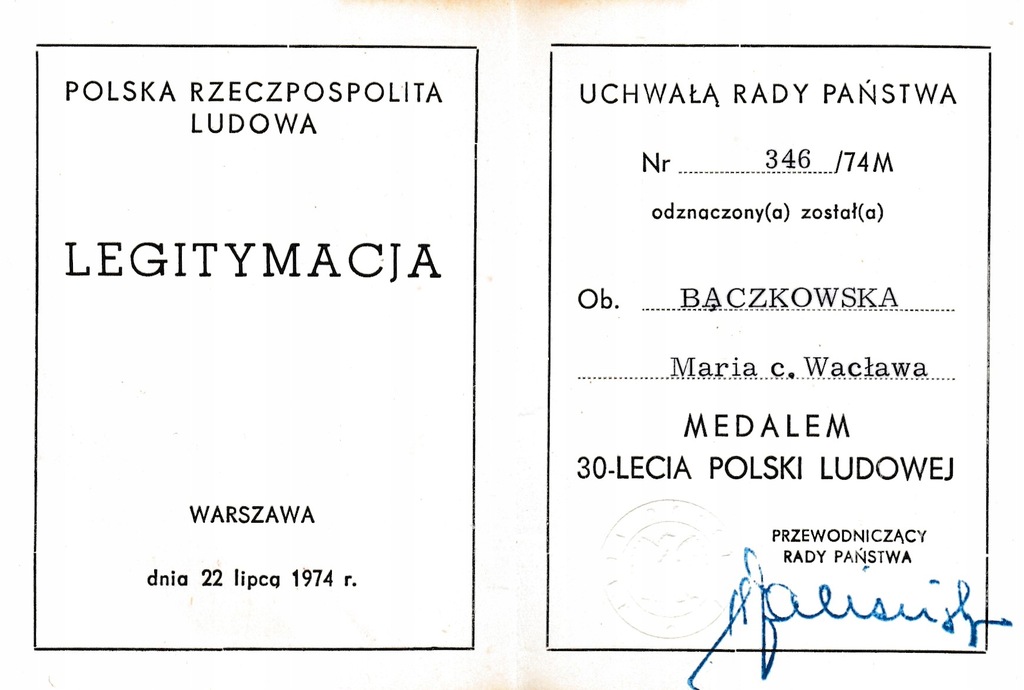 POLSKA RZECZPOSPOLITA
LUDOWA
LEGITYMACJA
WARSZAWA
dnia 22 lipca 1974 r.
UCHWAŁĄ RADY PAŃSTWA
Nr 346 /74M
odznaczony(a) został(a)
Ob. BĄCZKOWSKA
Maria c. Wacława
MEDALEM
30-LECIA POLSKI LUDOWEJ
PRZEWODNICZĄCY
RADY PAŃSTWA